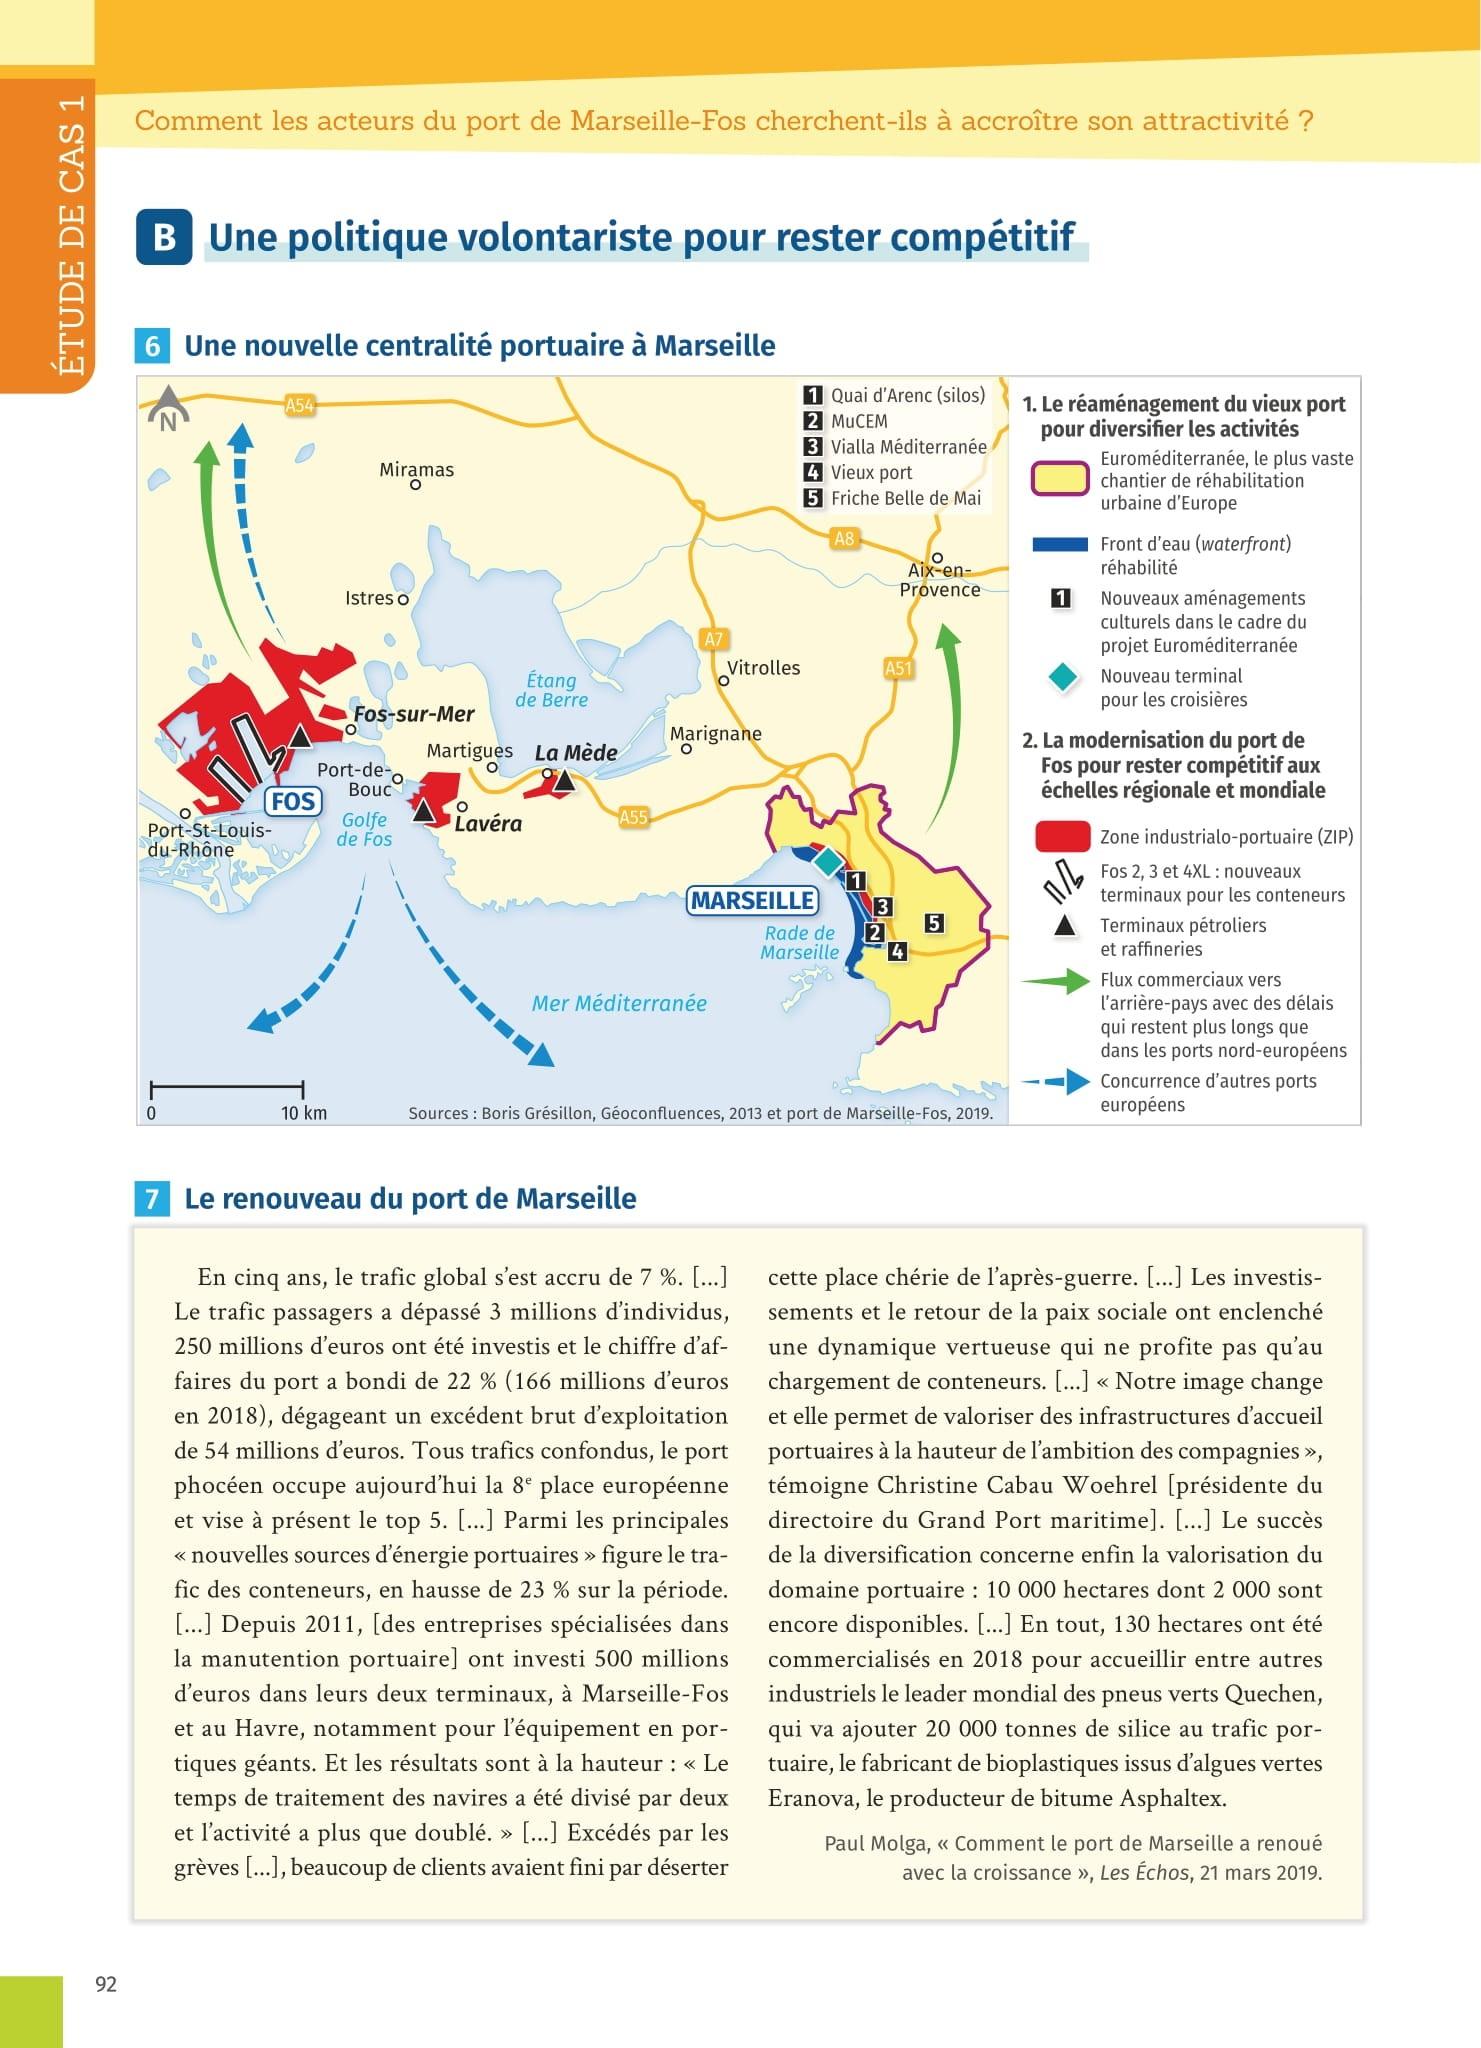 ÉTUDE DE CAS 1
Comment les acteurs du port de Marseille-Fos cherchent-ils à accroître son attractivité ?
B Une politique volontariste pour rester compétitif
6 Une nouvelle centralité portuaire à Marseille
N
A54
Miramas
Istres
A8
Aix-en-
Provence
A7
Vitrolles
A51
Étang
de Berre
Fos-sur-Mer
Martigues
La Mède
Marignane
Port-de-
Bouc
FOS
Golfe
de Fos
Lavéra
A55
Port-St-Louis-
du-Rhône
MARSEILLE
Rade de
Marseille
1
3
2
4
5
Mer Méditerranée
0 10 km
Sources : Boris Grésillon, Géoconfluences, 2013 et port de Marseille-Fos, 2019.
1 Quai d'Arenc (silos)
2 MuCEM
3 Vialla Méditerranée
4 Vieux port
5 Friche Belle de Mai
1. Le réaménagement du vieux port
pour diversifier les activités
Euroméditerranée, le plus vaste
chantier de réhabilitation
urbaine d'Europe
Front d'eau (waterfront)
réhabilité
1 Nouveaux aménagements
culturels dans le cadre du
projet Euroméditerranée
Nouveau terminal
pour les croisières
2. La modernisation du port de
Fos pour rester compétitif aux
échelles régionale et mondiale
Zone industrialo-portuaire (ZIP)
Fos 2, 3 et 4XL : nouveaux
terminaux pour les conteneurs
Terminaux pétroliers
et raffineries
Flux commerciaux vers
l'arrière-pays avec des délais
qui restent plus longs que
dans les ports nord-européens
Concurrence d'autres ports
européens
7 Le renouveau du port de Marseille
En cinq ans, le trafic global s'est accru de 7 %. [...]
Le trafic passagers a dépassé 3 millions d'individus,
250 millions d'euros ont été investis et le chiffre d'af-
faires du port a bondi de 22 % (166 millions d'euros
en 2018), dégageant un excédent brut d'exploitation
de 54 millions d'euros. Tous trafics confondus, le port
phocéen occupe aujourd'hui la 8e place européenne
et vise à présent le top 5. [...] Parmi les principales
« nouvelles sources d'énergie portuaires » figure le tra-
fic des conteneurs, en hausse de 23 % sur la période.
[...] Depuis 2011, [des entreprises spécialisées dans
la manutention portuaire] ont investi 500 millions
d'euros dans leurs deux terminaux, à Marseille-Fos
et au Havre, notamment pour l'équipement en por-
tiques géants. Et les résultats sont à la hauteur : « Le
temps de traitement des navires a été divisé par deux
et l'activité a plus que doublé. » [...] Excédés par les
grèves [...], beaucoup de clients avaient fini par déserter
cette place chérie de l'après-guerre. [...] Les investis-
sements et le retour de la paix sociale ont enclenché
une dynamique vertueuse qui ne profite pas qu'au
chargement de conteneurs. [...] « Notre image change
et elle permet de valoriser des infrastructures d'accueil
portuaires à la hauteur de l'ambition des compagnies »,
témoigne Christine Cabau Woehrel [présidente du
directoire du Grand Port maritime]. [...] Le succès
de la diversification concerne enfin la valorisation du
domaine portuaire : 10 000 hectares dont 2 000 sont
encore disponibles. [...] En tout, 130 hectares ont été
commercialisés en 2018 pour accueillir entre autres
industriels le leader mondial des pneus verts Quechen,
qui va ajouter 20 000 tonnes de silice au trafic por-
tuaire, le fabricant de bioplastiques issus d'algues vertes
Eranova, le producteur de bitume Asphaltex.
Paul Molga, « Comment le port de Marseille a renoué
avec la croissance », Les Échos, 21 mars 2019.
92